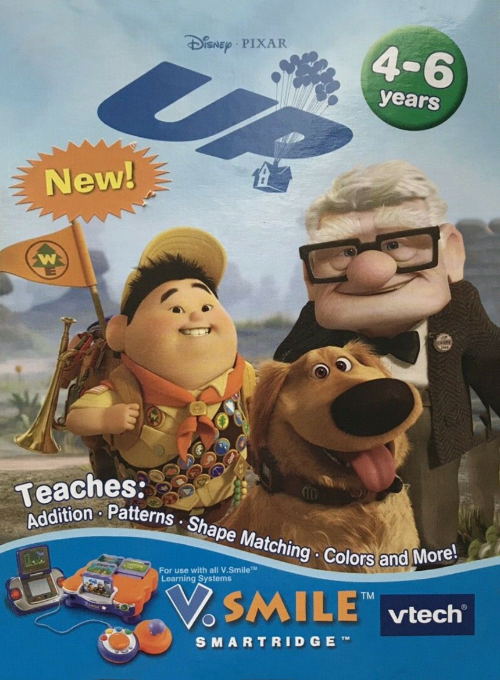 Disney · PIXAR
UP
4-6
years
New!
W
E
Teaches:
Addition · Patterns · Shape Matching · Colors and More!
For use with all V.Smile™
Learning Systems
V.SMILE™
SMARTRIDGE™
vtech®